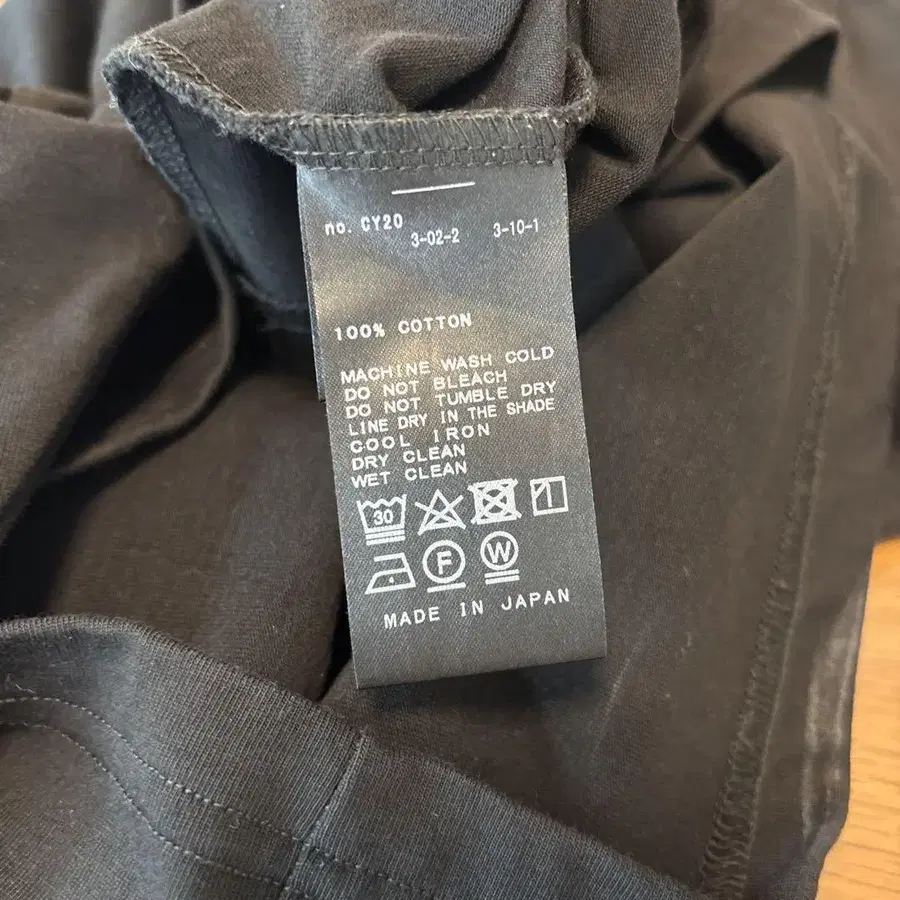 no. CY20
3-02-2 3-10-1
100% COTTON
MACHINE WASH COLD
DO NOT BLEACH
DO NOT TUMBLE DRY
LINE DRY IN THE SHADE
COOL IRON
DRY CLEAN
WET CLEAN
30
F W
MADE IN JAPAN